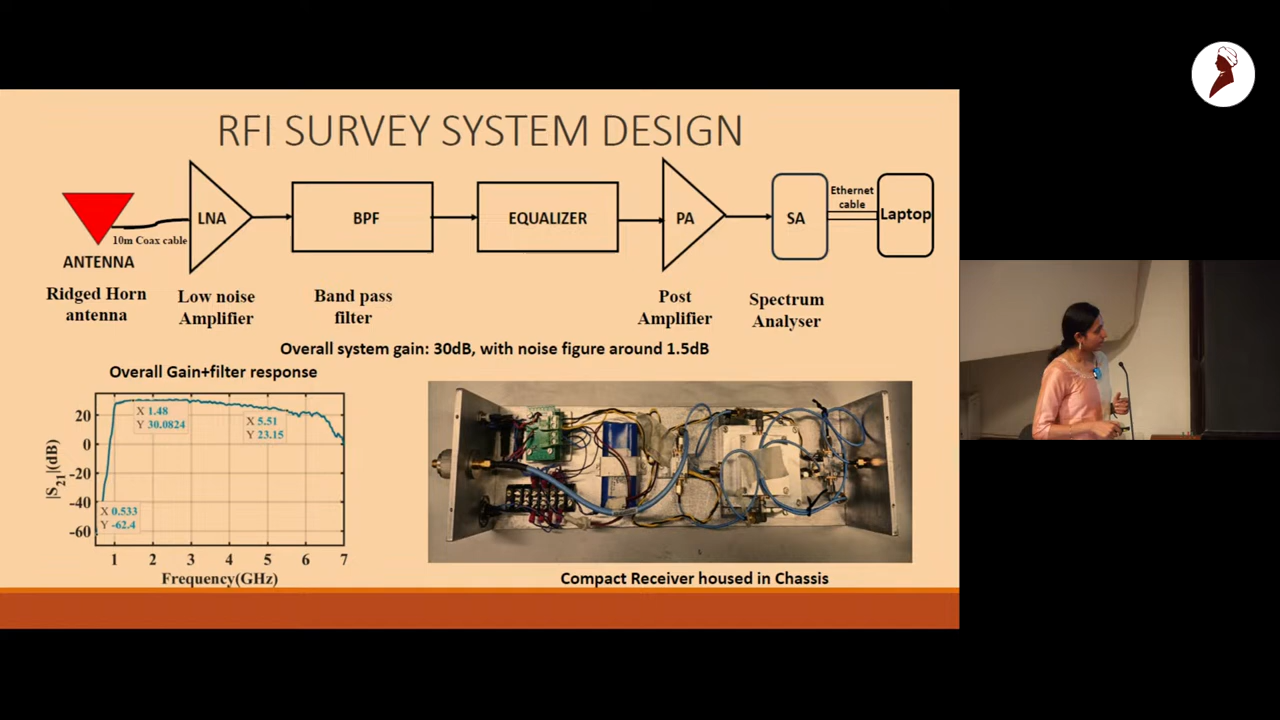 RFI SURVEY SYSTEM DESIGN
LNA
BPF
EQUALIZER
PA
SA
Ethernet
cable
Laptop
10m Coax cable
ANTENNA
Ridged Horn
antenna
Low noise
Amplifier
Band pass
filter
Post
Amplifier
Spectrum
Analyser
Overall system gain: 30dB, with noise figure around 1.5dB
Overall Gain+filter response
X 1.48
Y 30.0824
X 5.51
Y 23.15
X 0.533
Y -62.4
|S21|(dB)
20
0
-20
-40
-60
1 2 3 4 5 6 7
Frequency(GHz)
Compact Receiver housed in Chassis